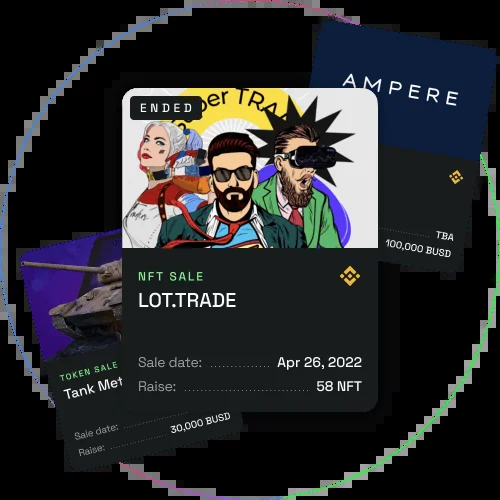 AMPERE
TBA
100,000 BUSD
ENDED
per TRA
NFT SALE
LOT.TRADE
Sale date: Apr 26, 2022
Raise: 58 NFT
TOKEN SALE
Tank Met
Sale date:
Raise: 30,000 BUSD